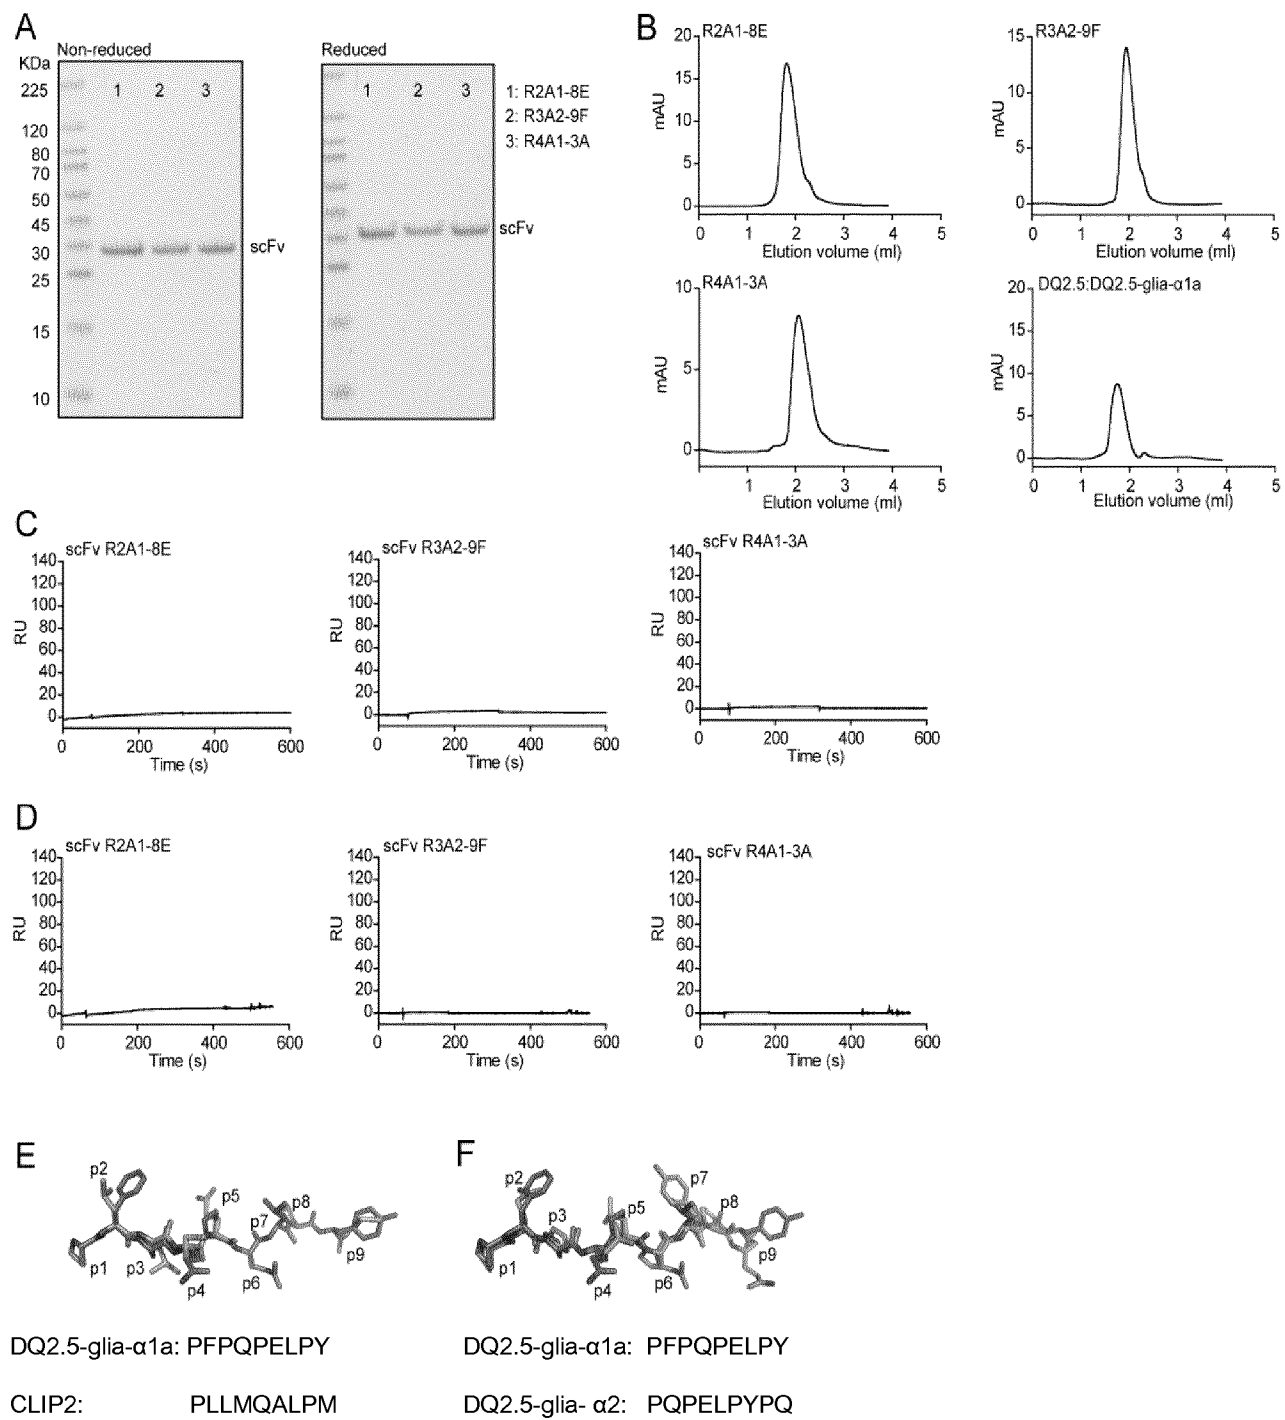 A
Non-reduced
Reduced
KDa
225
120
80
70
50
45
30
25
15
10
1 2 3
scFv
1 2 3
scFv
1: R2A1-8E
2: R3A2-9F
3: R4A1-3A
B
R2A1-8E
mAU
20
15
10
5
0
0 1 2 3 4 5
Elution volume (ml)
R3A2-9F
mAU
15
10
5
0
0 1 2 3 4 5
Elution volume (ml)
R4A1-3A
mAU
10
5
0
1 2 3 4 5
Elution volume (ml)
DQ2.5:DQ2.5-glia-α1a
mAU
20
15
10
5
0
0 1 2 3 4 5
Elution volume (ml)
C
scFv R2A1-8E
RU
140
120
100
80
60
40
20
0
0 200 400 600
Time (s)
scFv R3A2-9F
RU
140
120
100
80
60
40
20
0
0 200 400 600
Time (s)
scFv R4A1-3A
RU
140
120
100
80
60
40
20
0
0 200 400 600
Time (s)
D
scFv R2A1-8E
RU
140
120
100
80
60
40
20
0
0 200 400 600
Time (s)
scFv R3A2-9F
RU
140
120
100
80
60
40
20
0
0 200 400 600
Time (s)
scFv R4A1-3A
RU
140
120
100
80
60
40
20
0
0 200 400 600
Time (s)
E
p2
p5
p8
p7
p1
p3
p4
p6
p9
DQ2.5-glia-α1a: PFPQPELPY
CLIP2: PLLMQALPM
F
p2
p7
p3
p5
p8
p1
p4
p6
p9
DQ2.5-glia-α1a: PFPQPELPY
DQ2.5-glia- α2: PQPELPYPQ